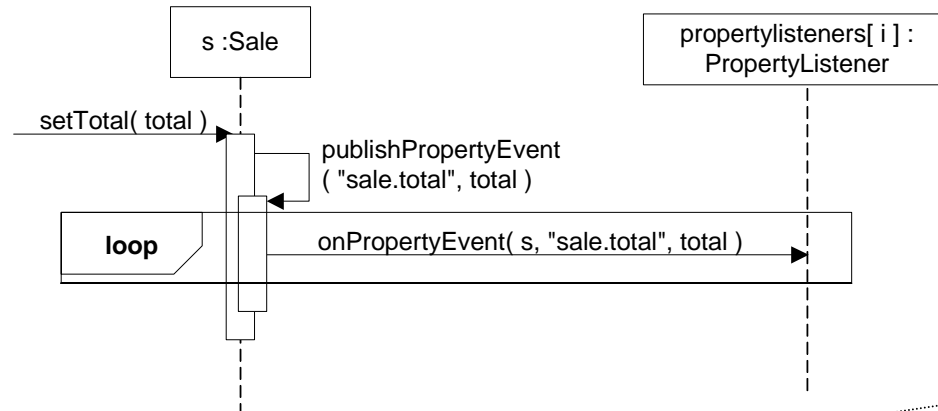 s :Sale
propertylisteners[ i ] :
PropertyListener
setTotal( total )
publishPropertyEvent
( "sale.total", total )
loop
onPropertyEvent( s, "sale.total", total )